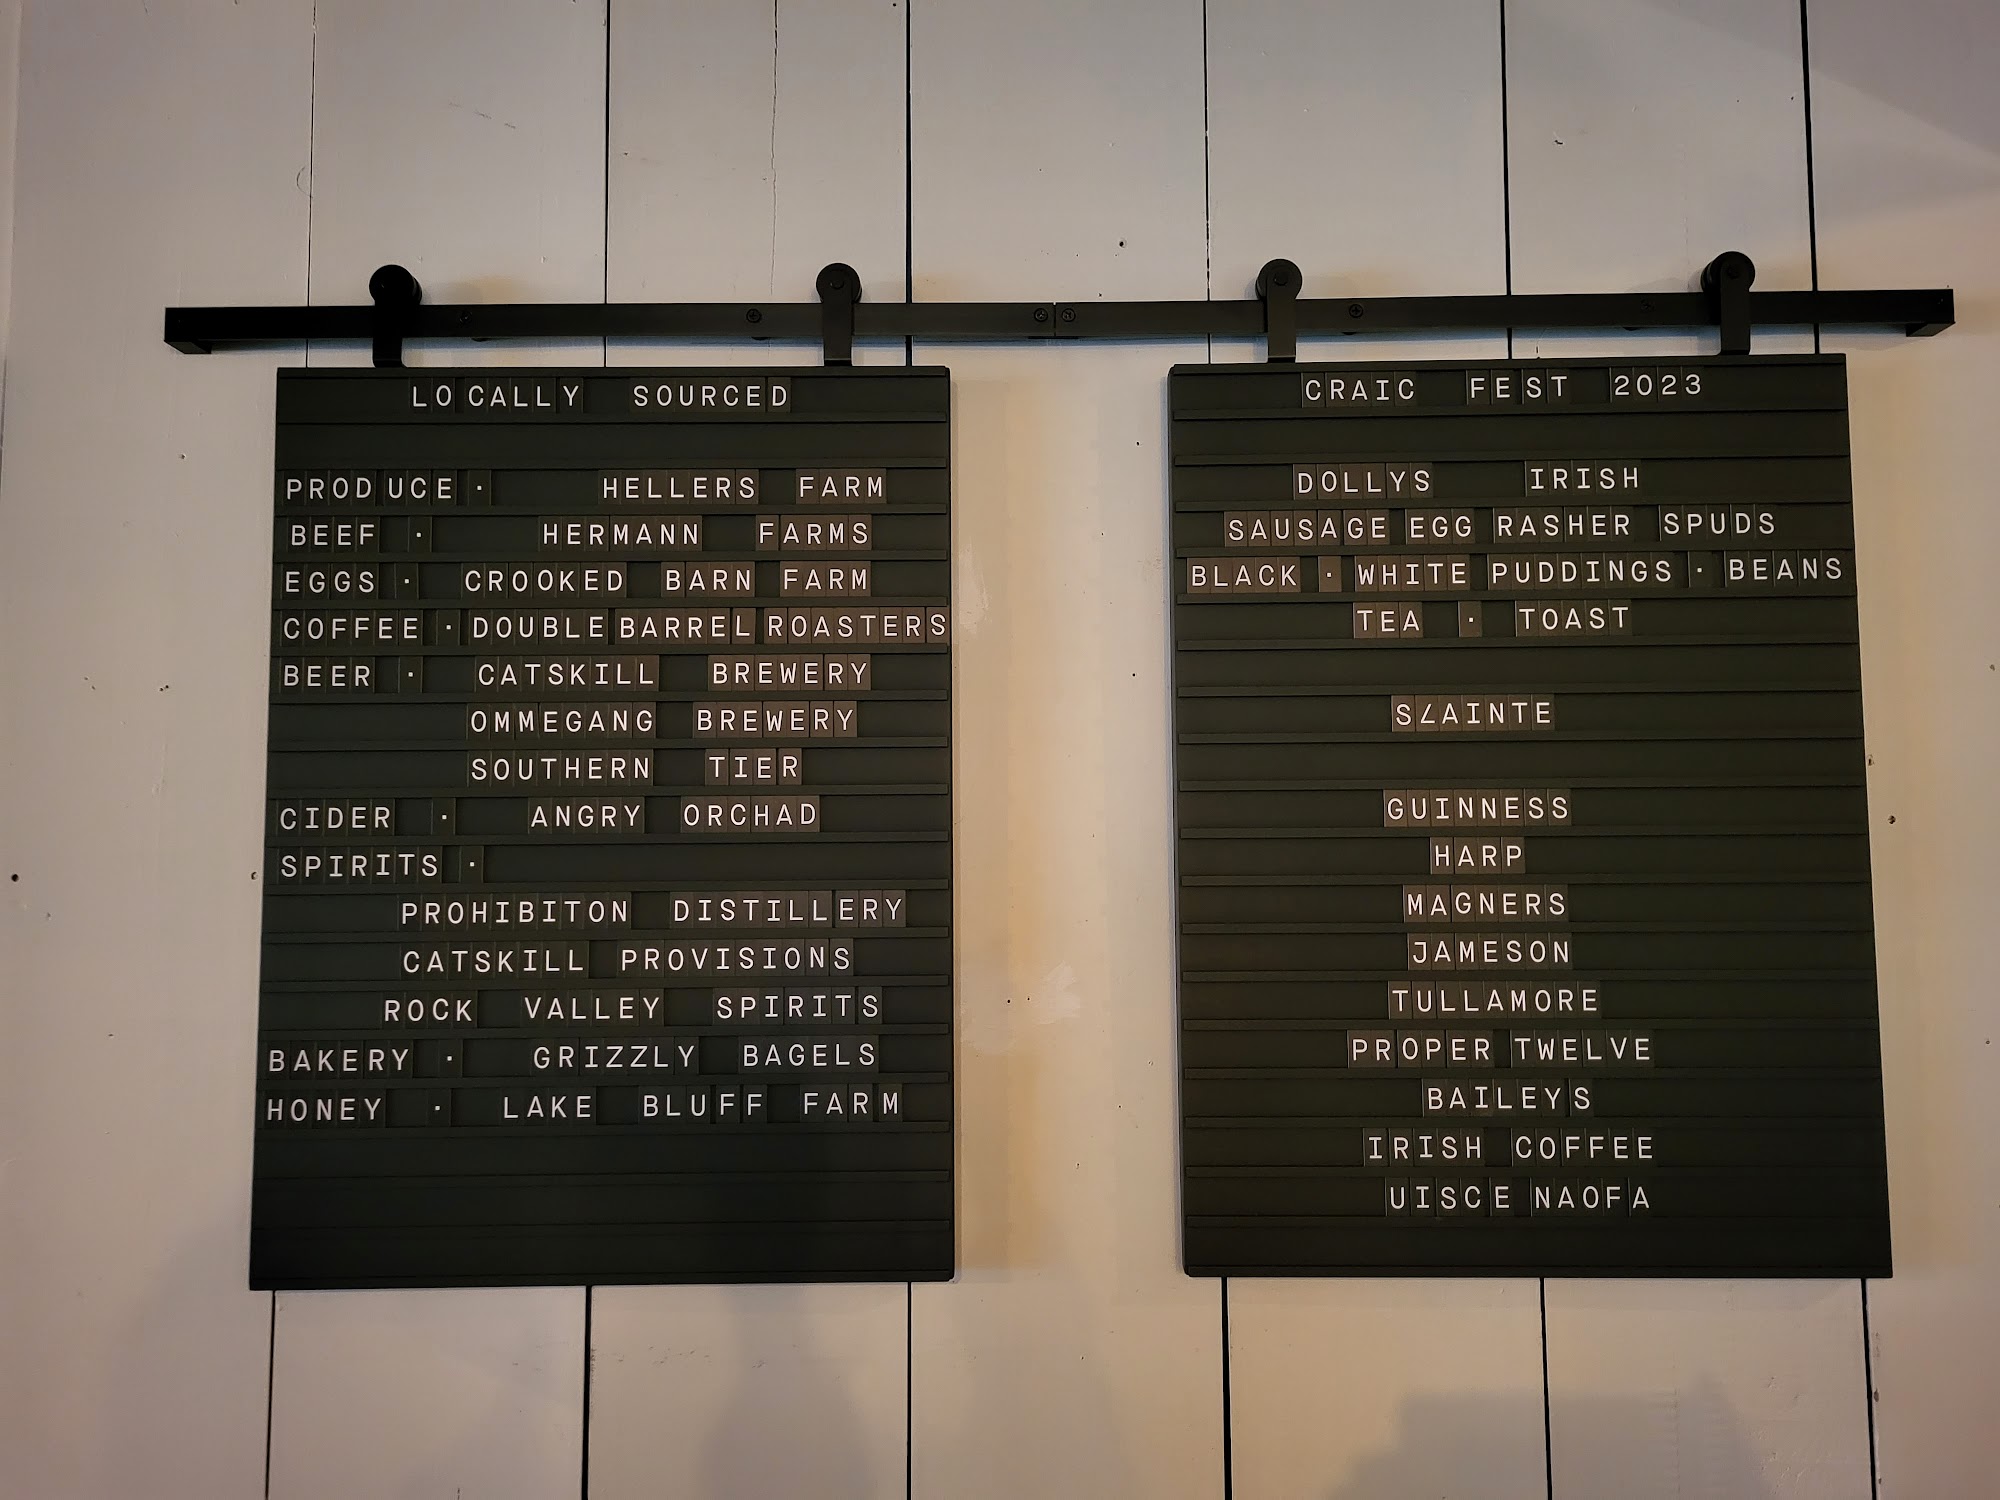 LOCALLY SOURCED
PRODUCE · HELLERS FARM
BEEF · HERMANN FARMS
EGGS · CROOKED BARN FARM
COFFEE · DOUBLE BARREL ROASTERS
BEER · CATSKILL BREWERY
OMMEGANG BREWERY
SOUTHERN TIER
CIDER · ANGRY ORCHAD
SPIRITS ·
PROHIBITON DISTILLERY
CATSKILL PROVISIONS
ROCK VALLEY SPIRITS
BAKERY · GRIZZLY BAGELS
HONEY · LAKE BLUFF FARM
CRAIC FEST 2023
DOLLYS IRISH
SAUSAGE EGG RASHER SPUDS
BLACK · WHITE PUDDINGS · BEANS
TEA · TOAST
SLAINTE
GUINNESS
HARP
MAGNERS
JAMESON
TULLAMORE
PROPER TWELVE
BAILEYS
IRISH COFFEE
UISCE NAOFA